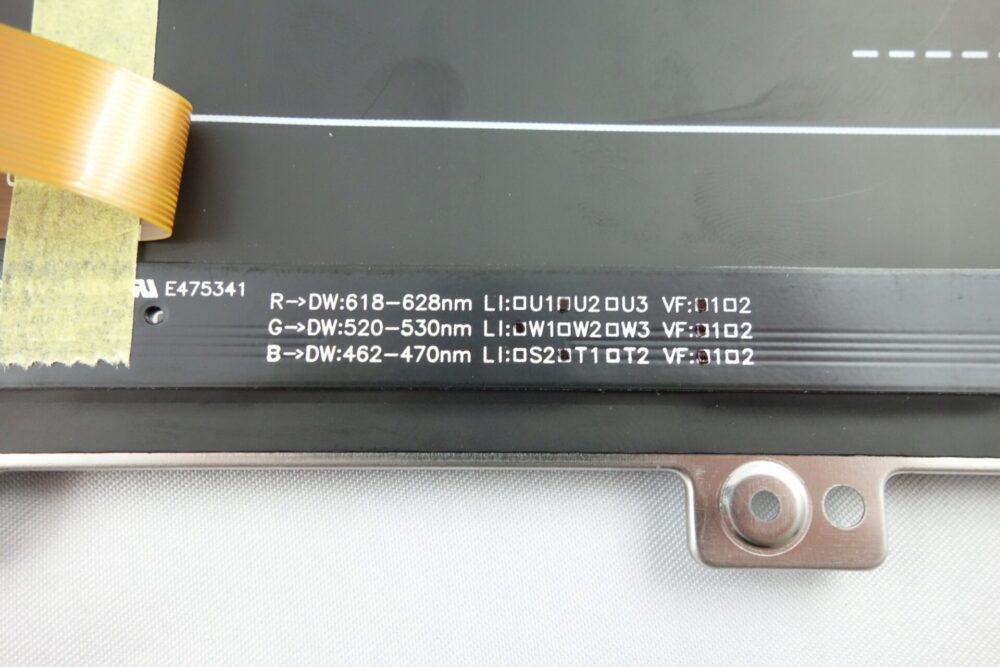 E475341
R->DW:618-628nm LI:□U1■U2□U3 VF:■1□2
G->DW:520-530nm LI:■W1□W2□W3 VF:■1□2
B->DW:462-470nm LI:□S2■T1□T2 VF:■1□2